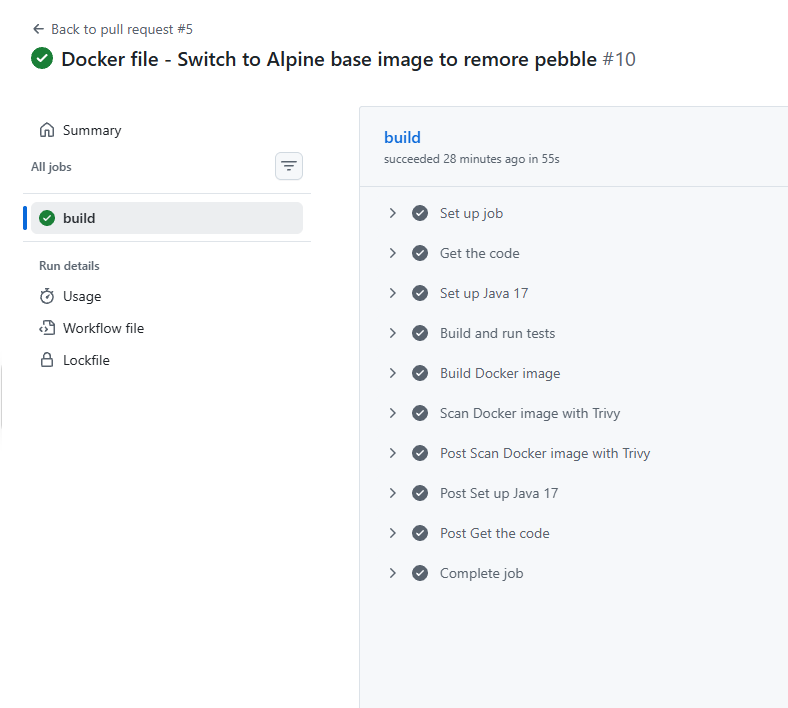 Back to pull request #5
Docker file - Switch to Alpine base image to remore pebble #10
Summary
All jobs
build
Run details
Usage
Workflow file
Lockfile
build
succeeded 28 minutes ago in 55s
Set up job
Get the code
Set up Java 17
Build and run tests
Build Docker image
Scan Docker image with Trivy
Post Scan Docker image with Trivy
Post Set up Java 17
Post Get the code
Complete job